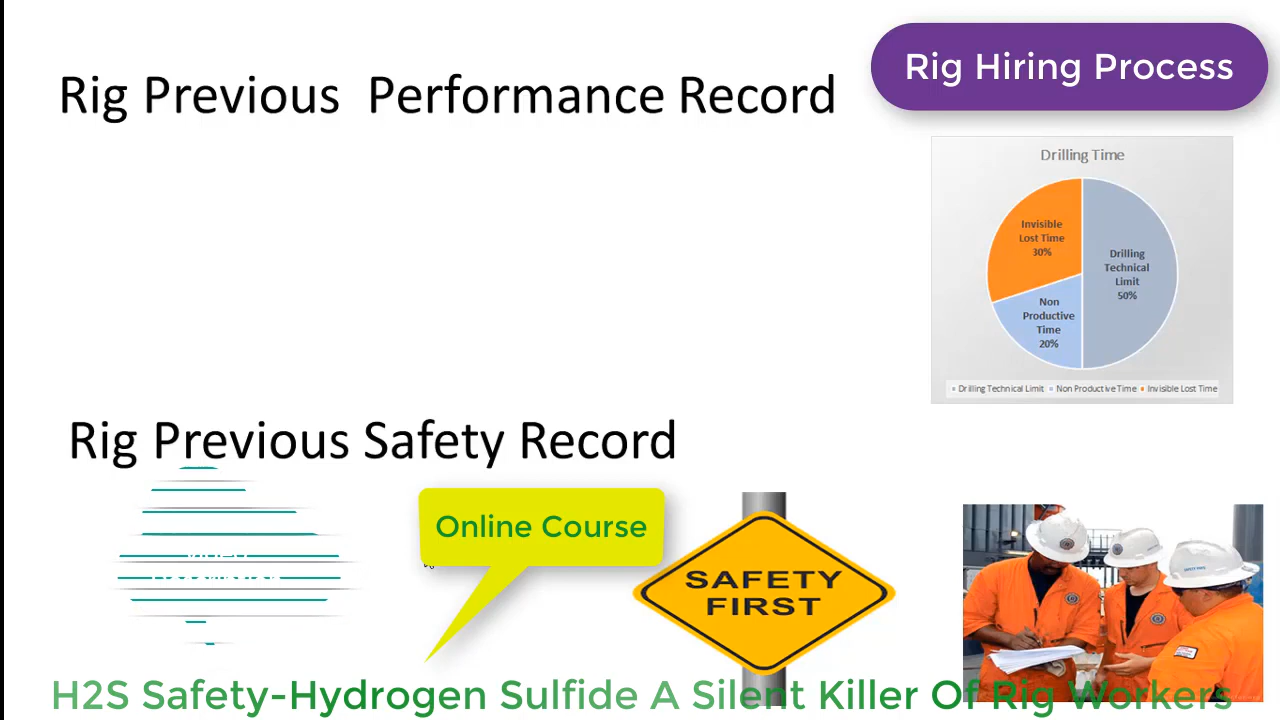 Rig Hiring Process
Rig Previous Performance Record
Drilling Time
Invisible
Lost Time
30%
Drilling
Technical
Limit
50%
Non
Productive
Time
20%
Drilling Technical Limit Non Productive Time Invisible Lost Time
Rig Previous Safety Record
Online Course
SAFETY
FIRST
H2S Safety-Hydrogen Sulfide A Silent Killer Of Rig Workers